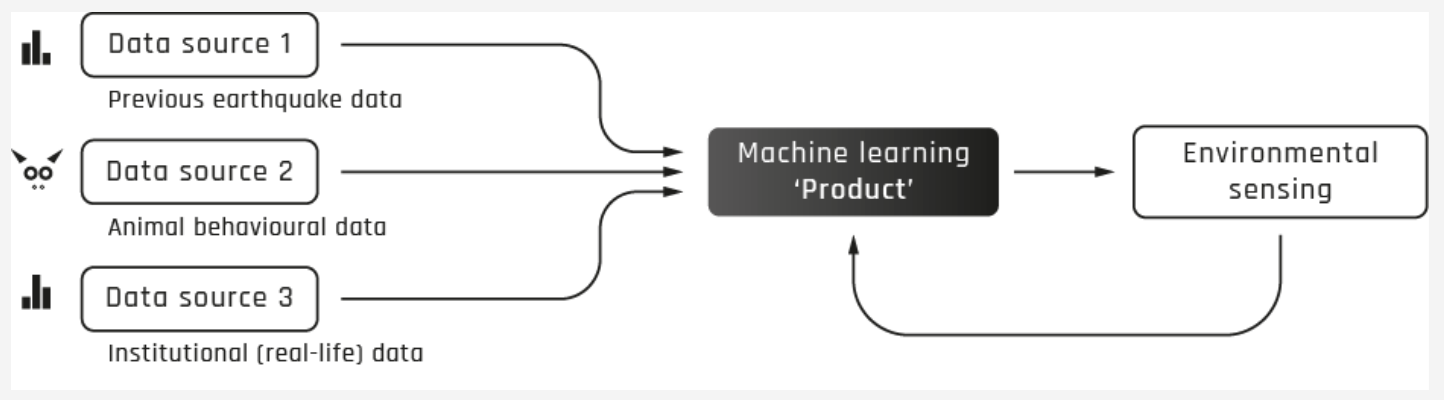 Data source 1
Previous earthquake data
Data source 2
Animal behavioural data
Data source 3
Institutional (real-life) data
Machine learning
‘Product’
Environmental
sensing